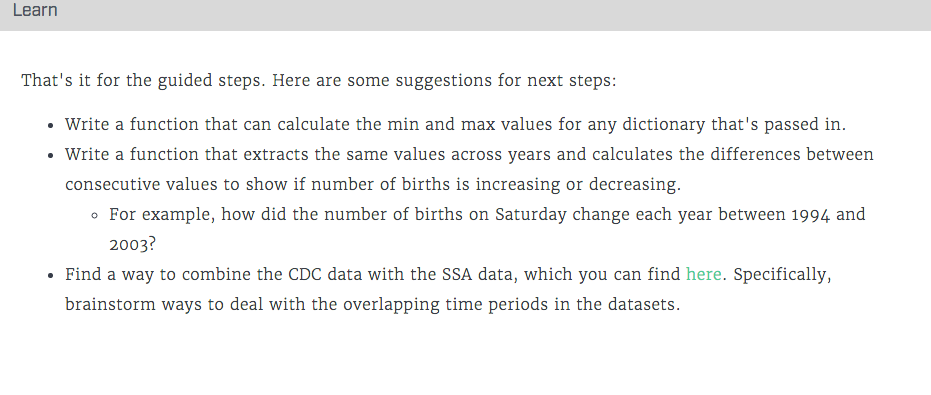 Learn
That's it for the guided steps. Here are some suggestions for next steps:
• Write a function that can calculate the min and max values for any dictionary that's passed in.
• Write a function that extracts the same values across years and calculates the differences between
consecutive values to show if number of births is increasing or decreasing.
◦ For example, how did the number of births on Saturday change each year between 1994 and
2003?
• Find a way to combine the CDC data with the SSA data, which you can find here. Specifically,
brainstorm ways to deal with the overlapping time periods in the datasets.